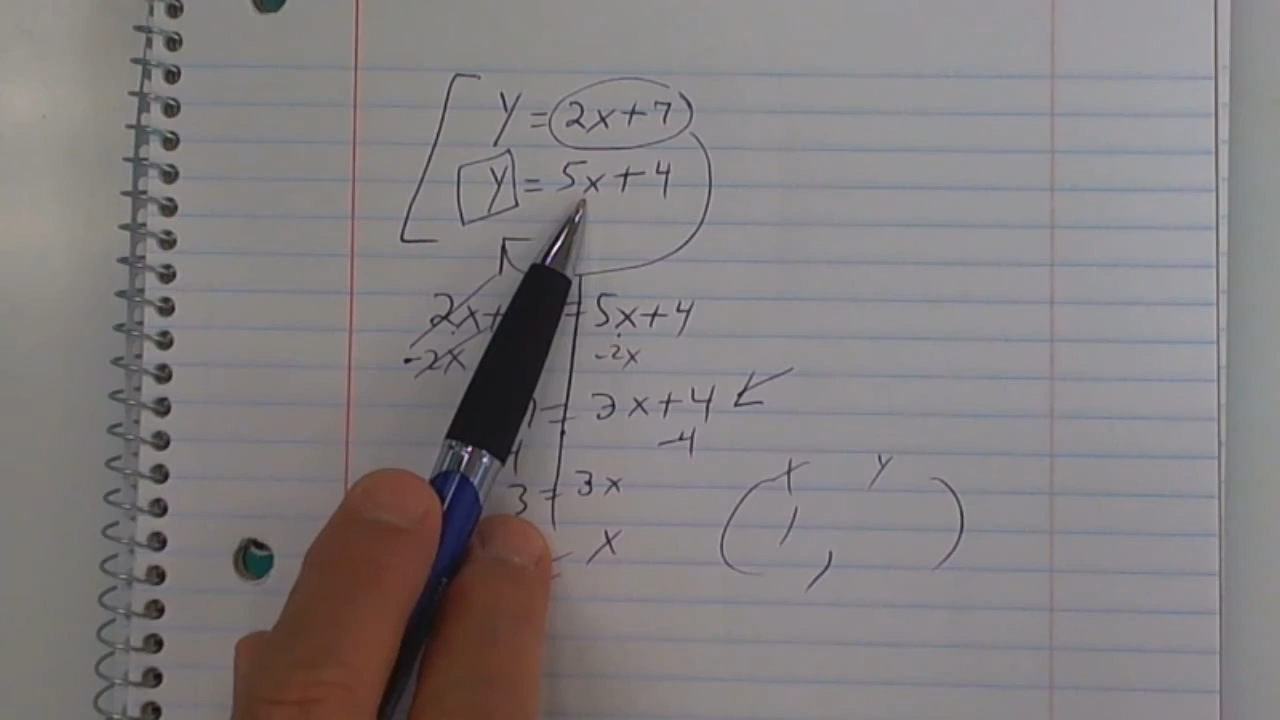 y = 2x+7
y = 5x+4
2x+ = 5x+4
-2x -2x
= 3x+4
-4
3 = 3x
= x
x y
( 1 , )